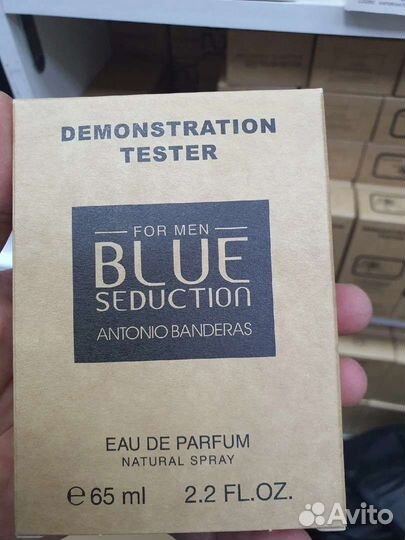 DEMONSTRATION
TESTER
FOR MEN
BLUE
SEDUCTION
ANTONIO BANDERAS
EAU DE PARFUM
NATURAL SPRAY
℮ 65 ml 2.2 FL.OZ.
Avito